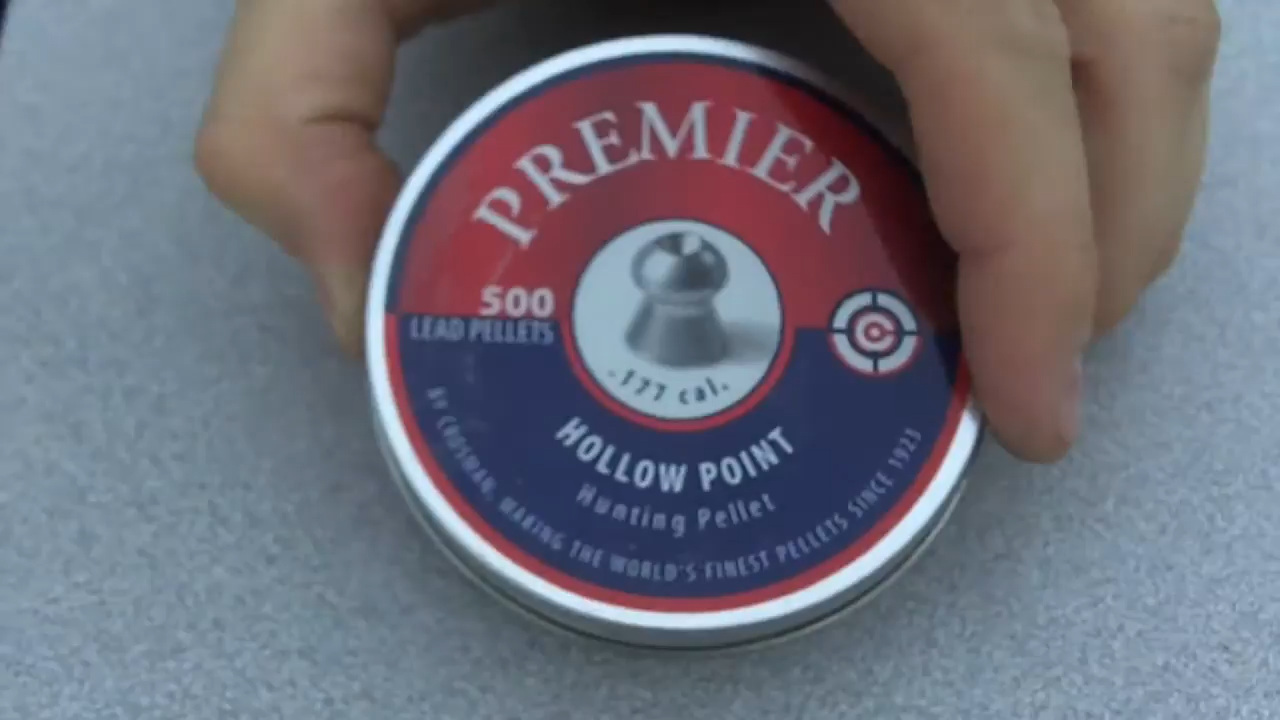 PREMIER
500
LEAD PELLETS
.177 cal.
HOLLOW POINT
Hunting Pellet
BY CROSMAN, MAKING THE WORLD'S FINEST PELLETS SINCE 1923